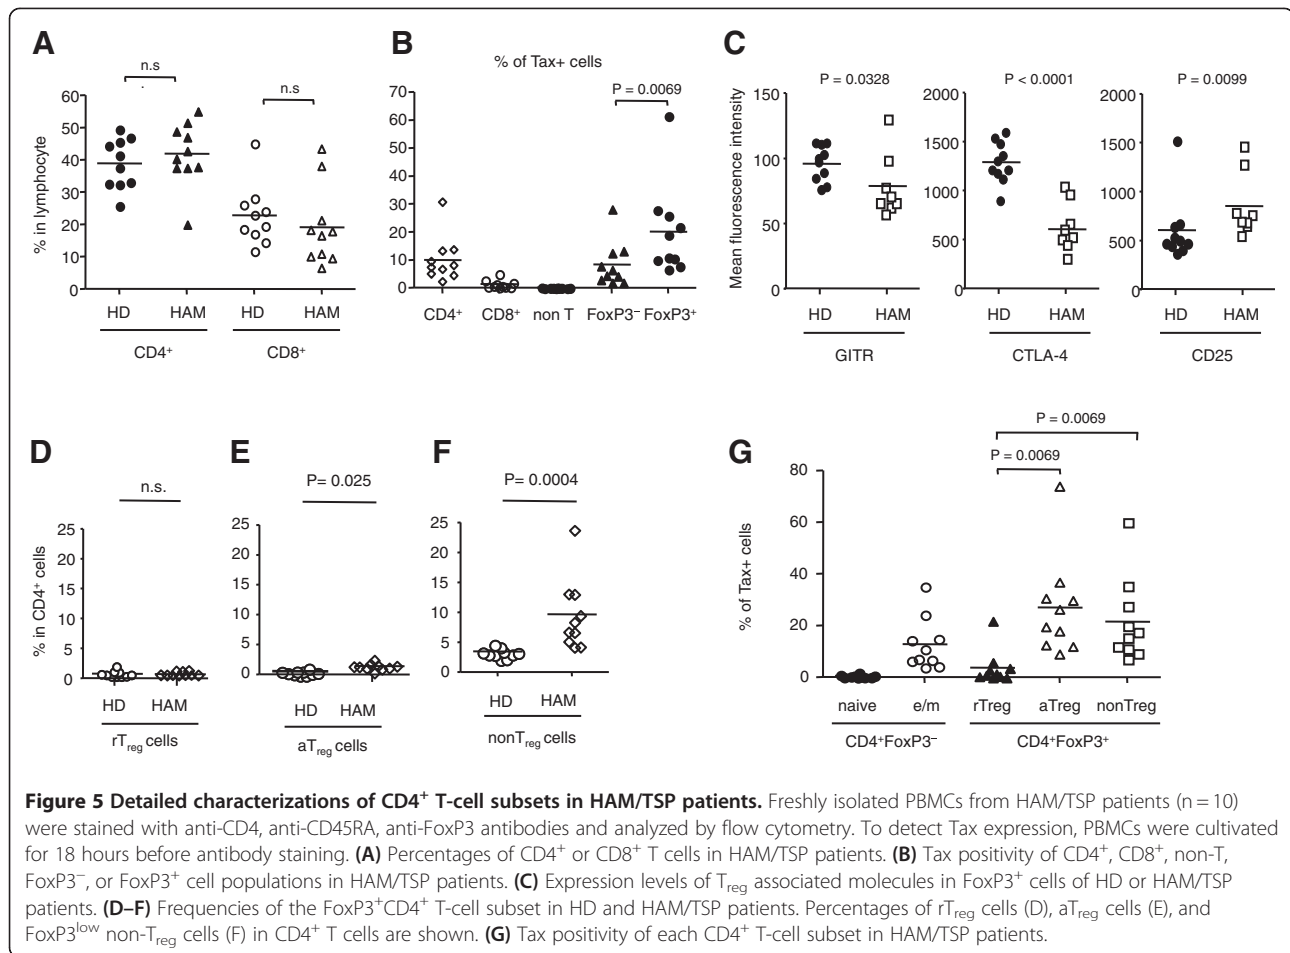 A
n.s
n.s
% in lymphocyte
60
50
40
30
20
10
0
HD HAM HD HAM
CD4⁺ CD8⁺
B
% of Tax+ cells
P = 0.0069
70
60
50
40
30
20
10
0
CD4⁺ CD8⁺ non T FoxP3⁻ FoxP3⁺
C
P = 0.0328 P < 0.0001 P = 0.0099
Mean fluorescence intensity
150
100
50
0
HD HAM
GITR
2000
1500
1000
500
0
HD HAM
CTLA-4
2000
1500
1000
500
0
HD HAM
CD25
D
n.s.
% in CD4⁺ cells
25
20
15
10
5
0
HD HAM
rTreg cells
E
P= 0.025
25
20
15
10
5
0
HD HAM
aTreg cells
F
P= 0.0004
25
20
15
10
5
0
HD HAM
nonTreg cells
G
P = 0.0069
P = 0.0069
% of Tax+ cells
80
60
40
20
0
naive e/m rTreg aTreg nonTreg
CD4⁺FoxP3⁻ CD4⁺FoxP3⁺
Figure 5 Detailed characterizations of CD4⁺ T-cell subsets in HAM/TSP patients. Freshly isolated PBMCs from HAM/TSP patients (n = 10)
were stained with anti-CD4, anti-CD45RA, anti-FoxP3 antibodies and analyzed by flow cytometry. To detect Tax expression, PBMCs were cultivated
for 18 hours before antibody staining. (A) Percentages of CD4⁺ or CD8⁺ T cells in HAM/TSP patients. (B) Tax positivity of CD4⁺, CD8⁺, non-T,
FoxP3⁻, or FoxP3⁺ cell populations in HAM/TSP patients. (C) Expression levels of Treg associated molecules in FoxP3⁺ cells of HD or HAM/TSP
patients. (D–F) Frequencies of the FoxP3⁺CD4⁺ T-cell subset in HD and HAM/TSP patients. Percentages of rTreg cells (D), aTreg cells (E), and
FoxP3low non-Treg cells (F) in CD4⁺ T cells are shown. (G) Tax positivity of each CD4⁺ T-cell subset in HAM/TSP patients.